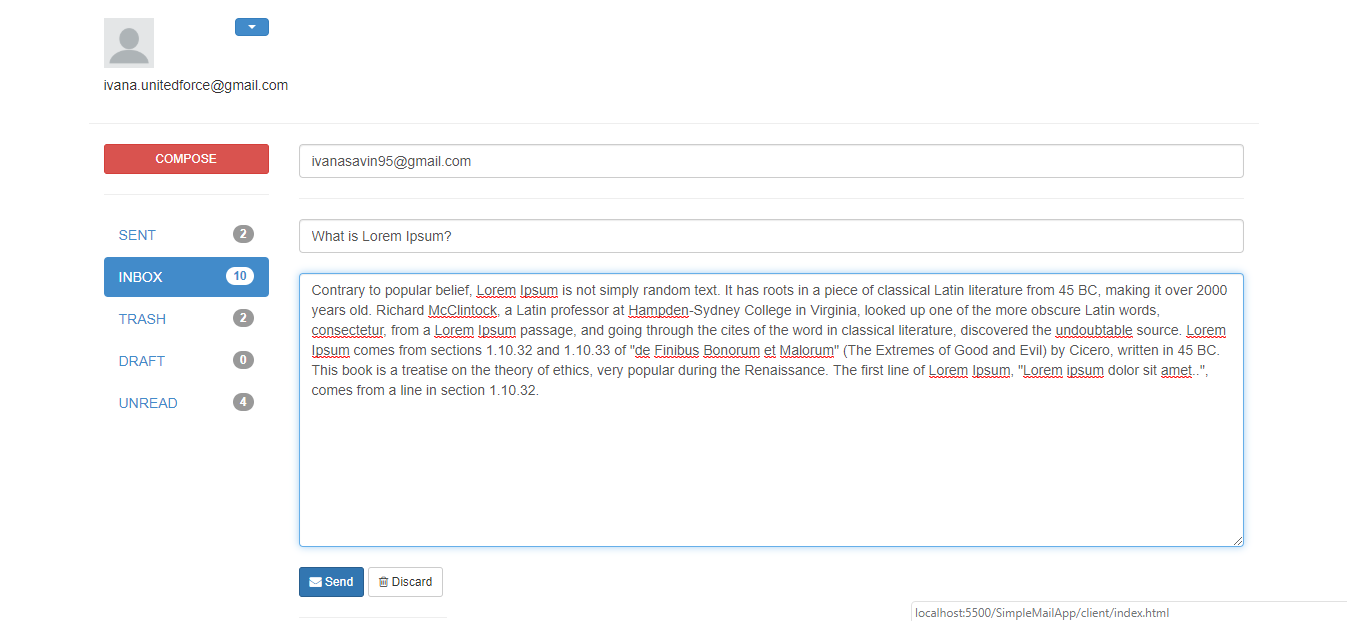 ivana.unitedforce@gmail.com
COMPOSE
ivanasavin95@gmail.com
SENT 2
What is Lorem Ipsum?
INBOX 10
TRASH 2
DRAFT 0
UNREAD 4
Contrary to popular belief, Lorem Ipsum is not simply random text. It has roots in a piece of classical Latin literature from 45 BC, making it over 2000
years old. Richard McClintock, a Latin professor at Hampden-Sydney College in Virginia, looked up one of the more obscure Latin words,
consectetur, from a Lorem Ipsum passage, and going through the cites of the word in classical literature, discovered the undoubtable source. Lorem
Ipsum comes from sections 1.10.32 and 1.10.33 of "de Finibus Bonorum et Malorum" (The Extremes of Good and Evil) by Cicero, written in 45 BC.
This book is a treatise on the theory of ethics, very popular during the Renaissance. The first line of Lorem Ipsum, "Lorem ipsum dolor sit amet..",
comes from a line in section 1.10.32.
Send Discard
localhost:5500/SimpleMailApp/client/index.html